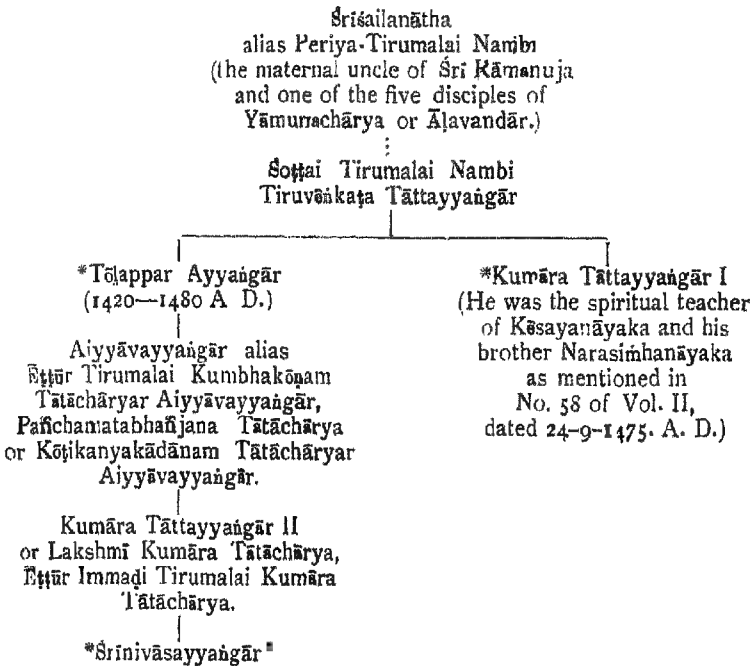 Śrīśailanātha
alias Periya-Tirumalai Nambi
(the maternal uncle of Śrī Rāmanuja
and one of the five disciples of
Yāmunachārya or Āḷavandār.)
Śoṭṭai Tirumalai Nambi
Tiruvēṅkaṭa Tāttayyaṅgār
*Tōḷappar Ayyaṅgār
(1420—1480 A D.)
Aiyyāvayyaṅgār alias
Ēṭṭūr Tirumalai Kumbhakōṇam
Tātāchāryar Aiyyāvayyaṅgār,
Pañchamatabhañjana Tātāchārya
or Kōṭikanyakādānam Tātāchāryar
Aiyyāvayyaṅgār.
Kumāra Tāttayyaṅgār II
or Lakshmī Kumāra Tātāchārya,
Ēṭṭūr Immaḍi Tirumalai Kumāra
Tātāchārya.
*Śrīnivāsayyaṅgār*
*Kumāra Tāttayyaṅgār I
(He was the spiritual teacher
of Kēsayanāyaka and his
brother Narasiṁhanāyaka
as mentioned in
No. 58 of Vol. II,
dated 24-9-1475. A. D.)